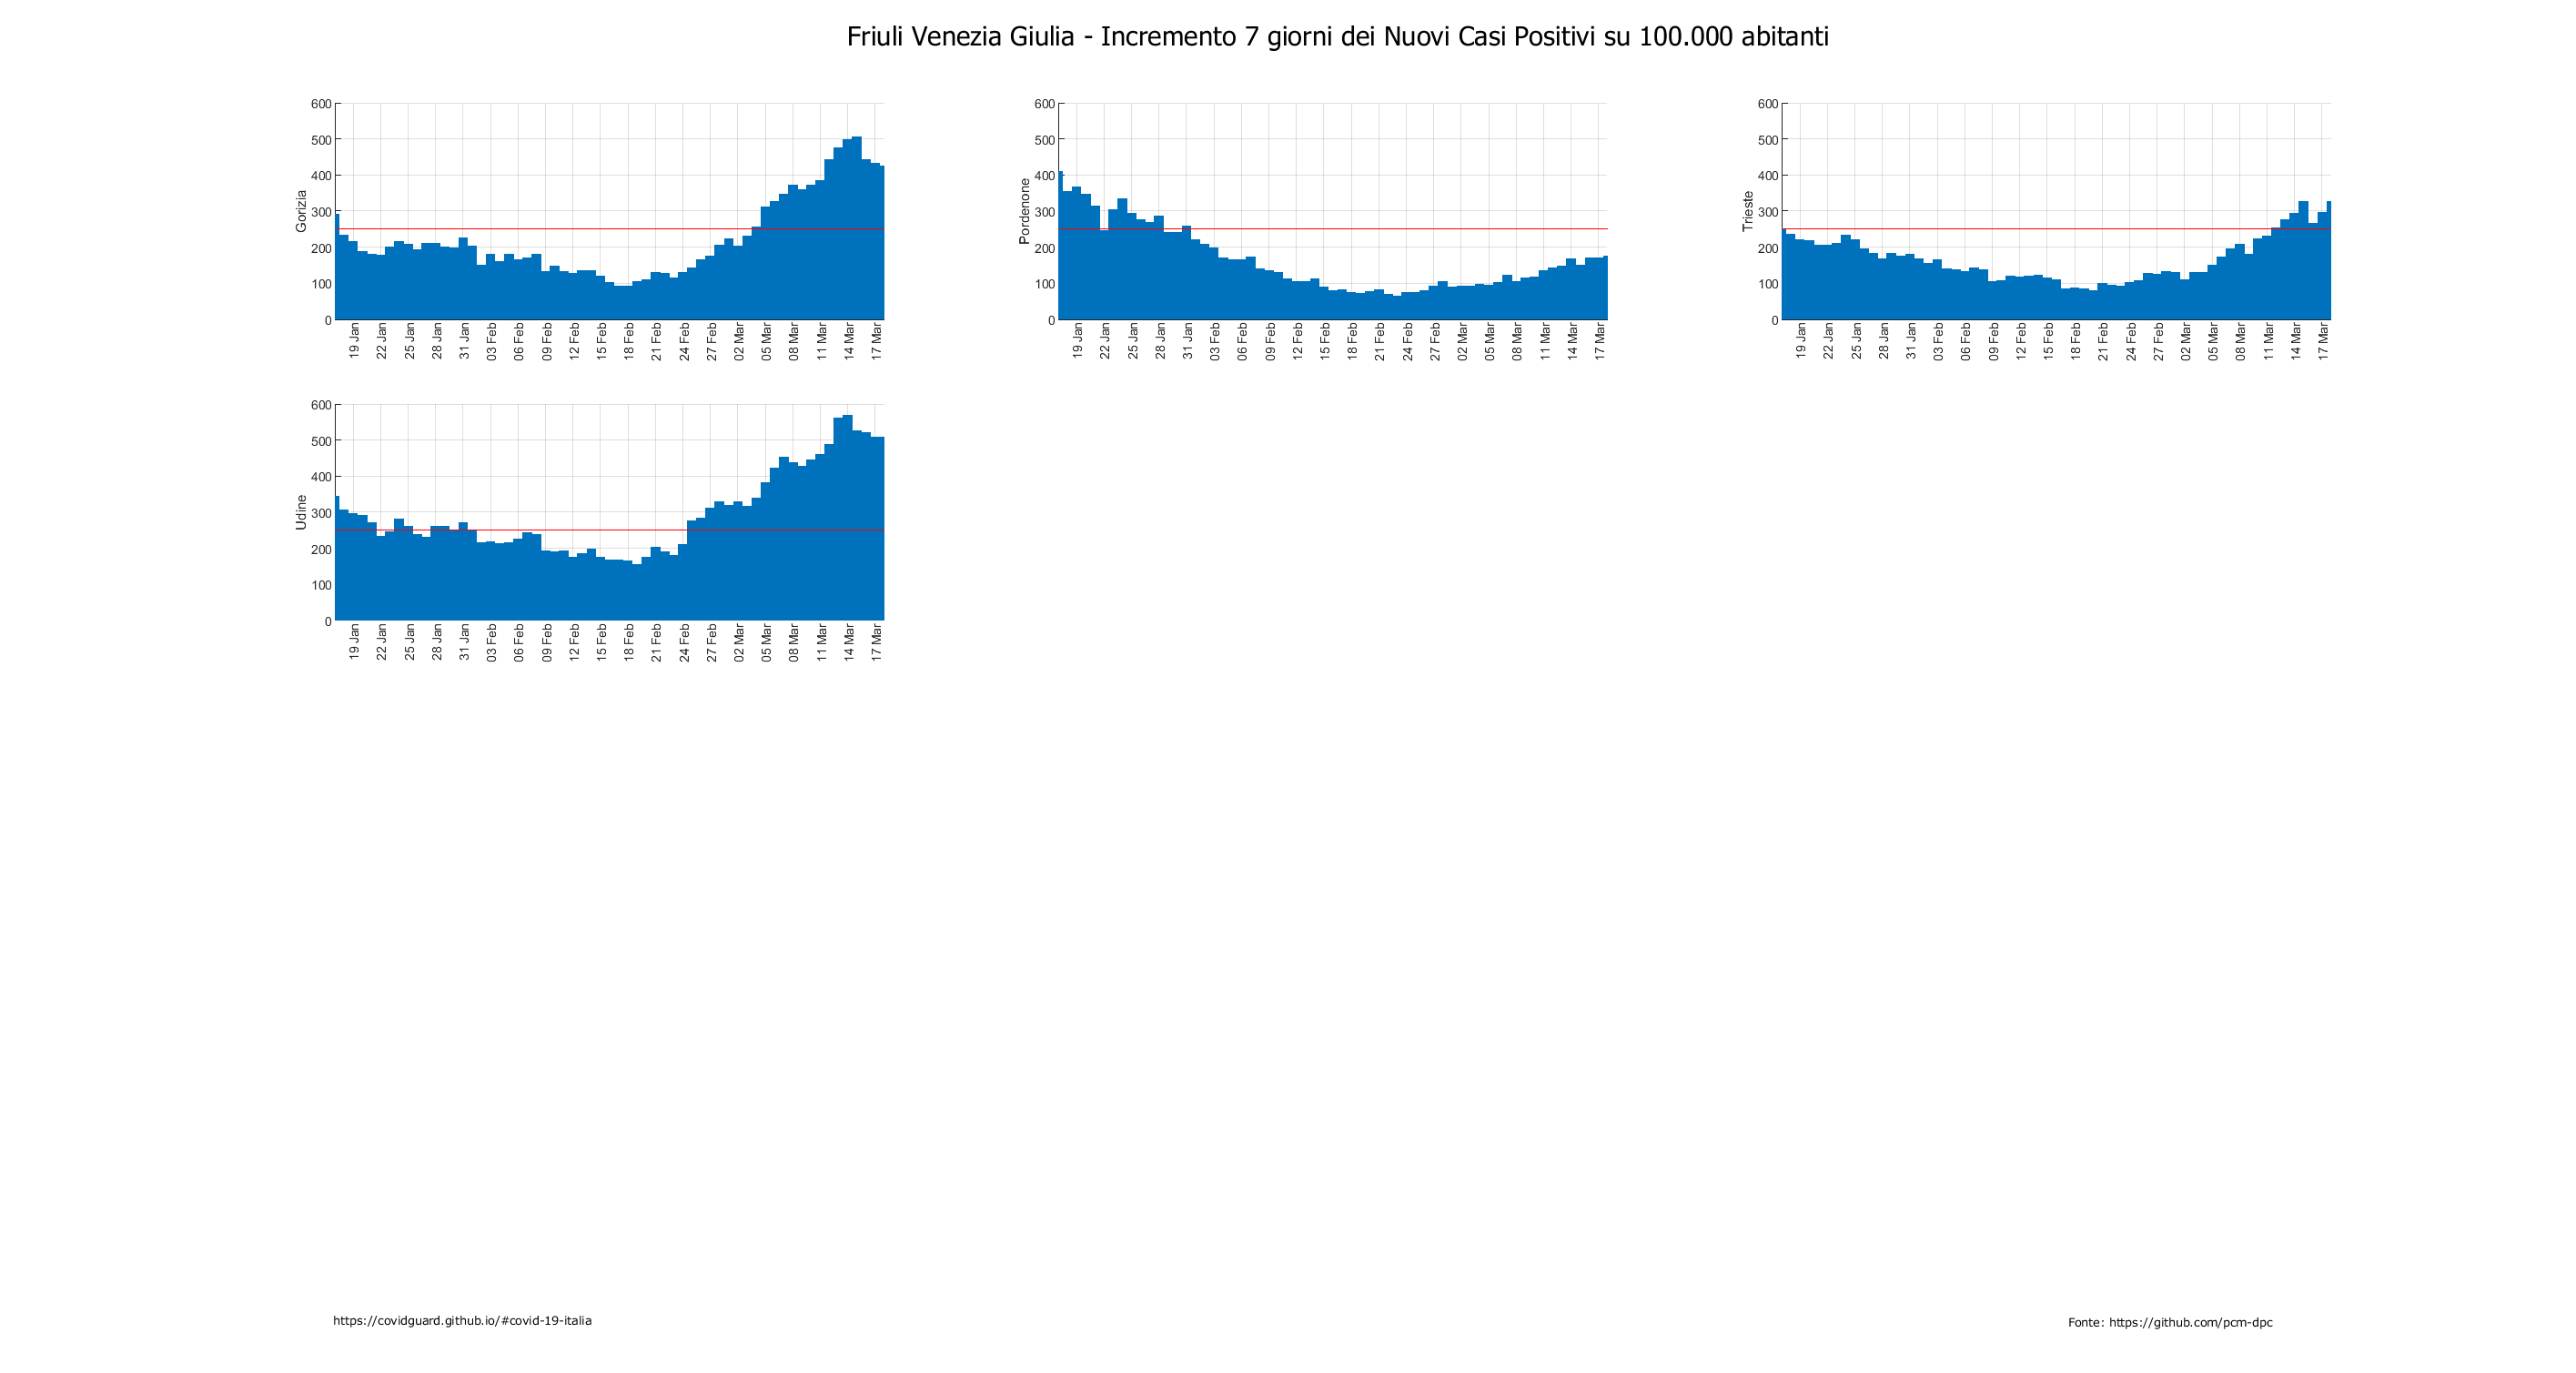 Friuli Venezia Giulia - Incremento 7 giorni dei Nuovi Casi Positivi su 100.000 abitanti
600
500
400
300
200
100
0
Gorizia
19 Jan 22 Jan 25 Jan 28 Jan 31 Jan 03 Feb 06 Feb 09 Feb 12 Feb 15 Feb 18 Feb 21 Feb 24 Feb 27 Feb 02 Mar 05 Mar 08 Mar 11 Mar 14 Mar 17 Mar
600
500
400
300
200
100
0
Pordenone
19 Jan 22 Jan 25 Jan 28 Jan 31 Jan 03 Feb 06 Feb 09 Feb 12 Feb 15 Feb 18 Feb 21 Feb 24 Feb 27 Feb 02 Mar 05 Mar 08 Mar 11 Mar 14 Mar 17 Mar
600
500
400
300
200
100
0
Trieste
19 Jan 22 Jan 25 Jan 28 Jan 31 Jan 03 Feb 06 Feb 09 Feb 12 Feb 15 Feb 18 Feb 21 Feb 24 Feb 27 Feb 02 Mar 05 Mar 08 Mar 11 Mar 14 Mar 17 Mar
600
500
400
300
200
100
0
Udine
19 Jan 22 Jan 25 Jan 28 Jan 31 Jan 03 Feb 06 Feb 09 Feb 12 Feb 15 Feb 18 Feb 21 Feb 24 Feb 27 Feb 02 Mar 05 Mar 08 Mar 11 Mar 14 Mar 17 Mar
https://covidguard.github.io/#covid-19-italia
Fonte: https://github.com/pcm-dpc